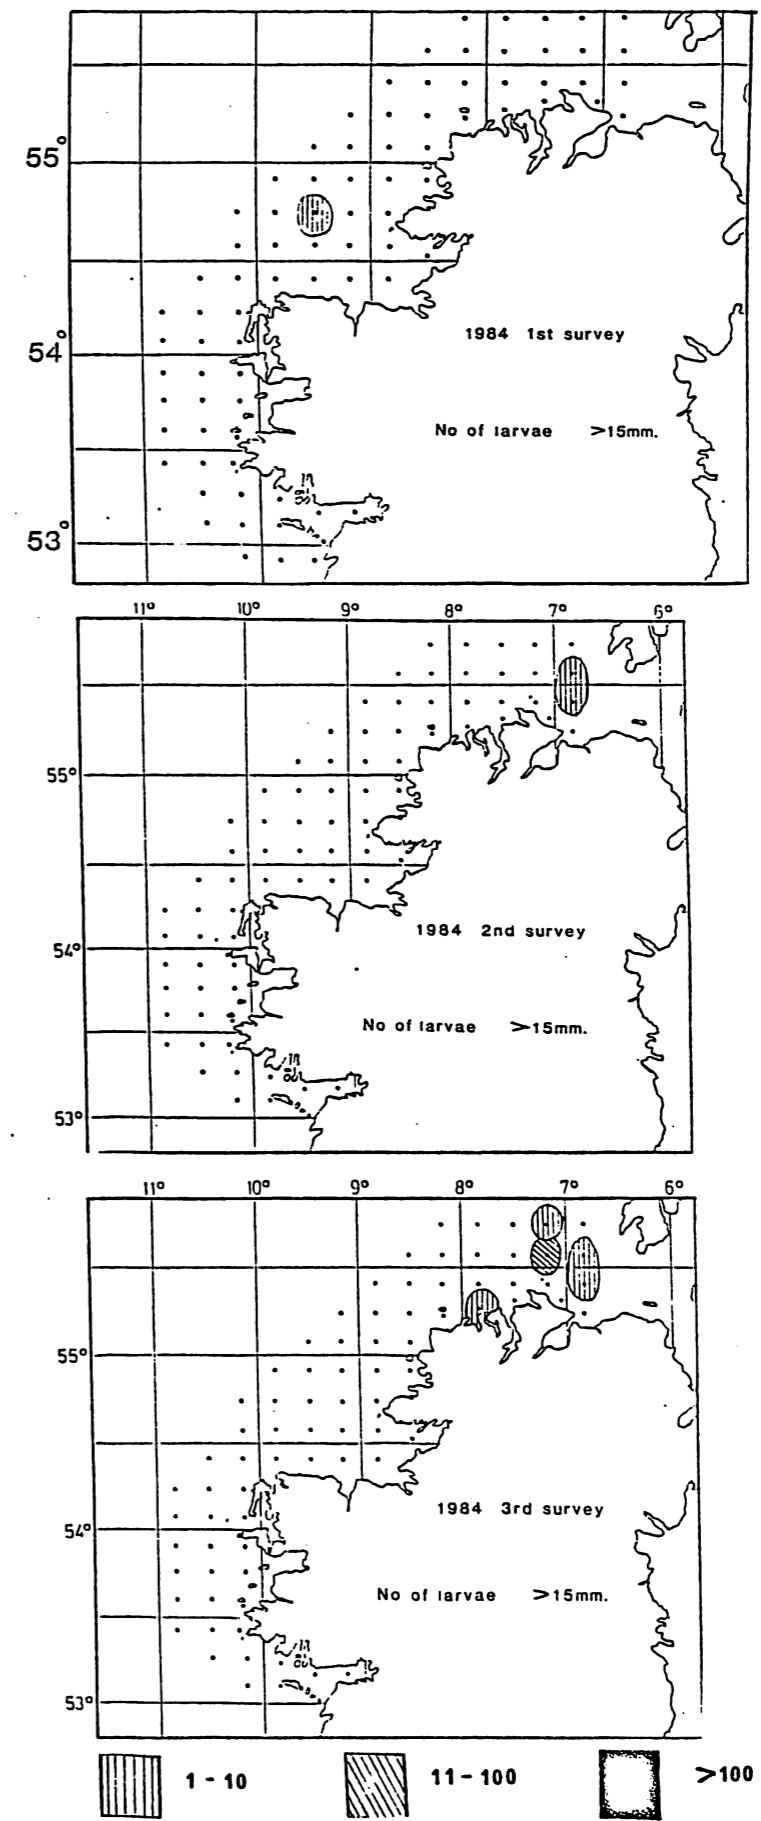 55°
1984 1st survey
54°
No of larvae >15mm.
53°
11° 10° 9° 8° 7° 6°
55°
1984 2nd survey
54°
No of larvae >15mm.
53°
11° 10° 9° 8° 7° 6°
55°
1984 3rd survey
54°
No of larvae >15mm.
53°
1-10 11-100 >100